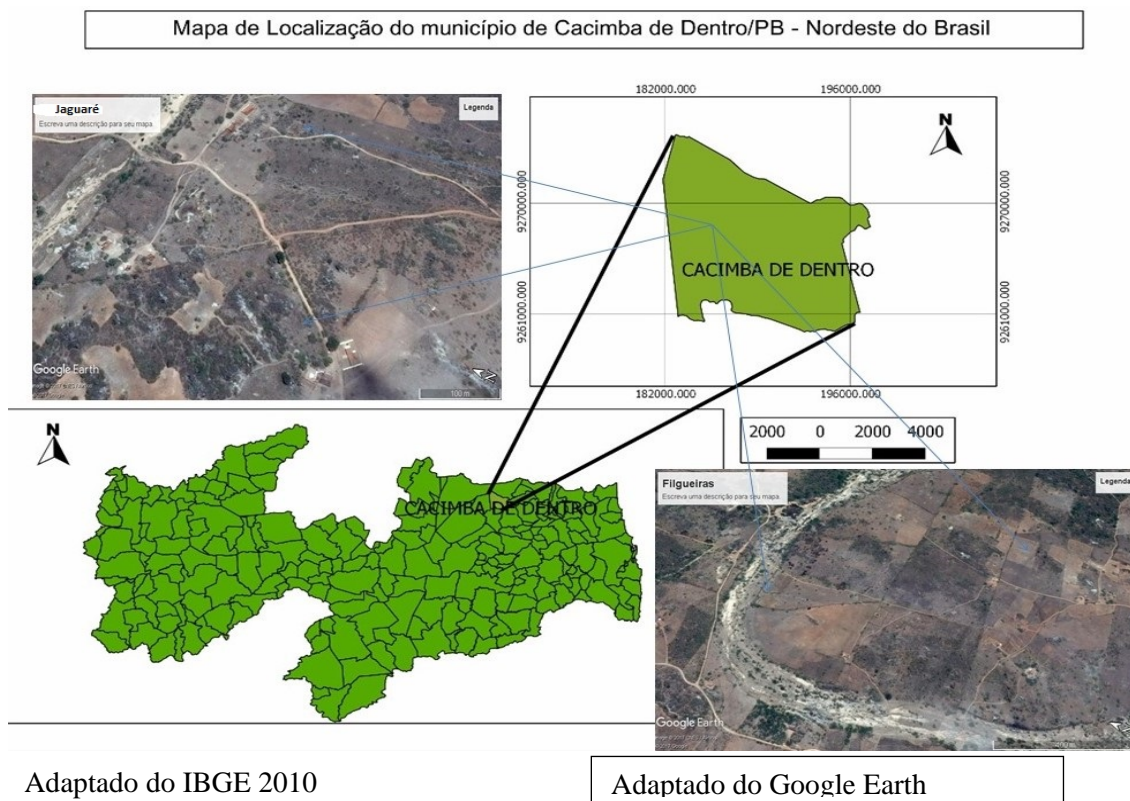 Mapa de Localização do município de Cacimba de Dentro/PB - Nordeste do Brasil
Jaguaré
Escreva uma descrição para seu mapa.
Legenda
Google Earth
100 m
N
182000.000
196000.000
N
9270000.000
9270000.000
CACIMBA DE DENTRO
9261000.000
9261000.000
182000.000
196000.000
2000 0 2000 4000
N
CACIMBA DE DENTRO
Filgueiras
Escreva uma descrição para seu mapa.
Legenda
Google Earth
Adaptado do IBGE 2010
Adaptado do Google Earth